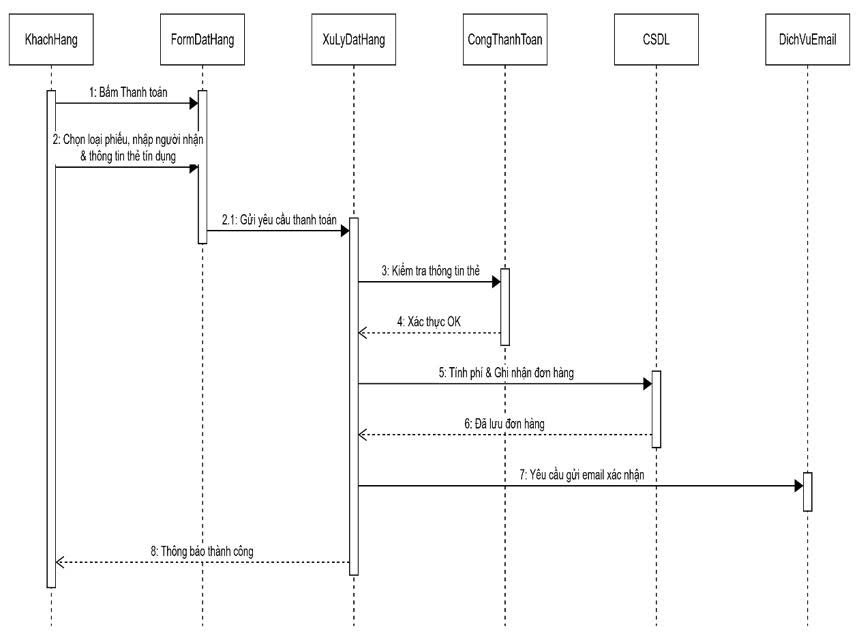 KhachHang
FormDatHang
XuLyDatHang
CongThanhToan
CSDL
DichVuEmail
1: Bấm Thanh toán
2: Chọn loại phiếu, nhập người nhận
& thông tin thẻ tín dụng
2.1: Gửi yêu cầu thanh toán
3: Kiểm tra thông tin thẻ
4: Xác thực OK
5: Tính phí & Ghi nhận đơn hàng
6: Đã lưu đơn hàng
7: Yêu cầu gửi email xác nhận
8: Thông báo thành công